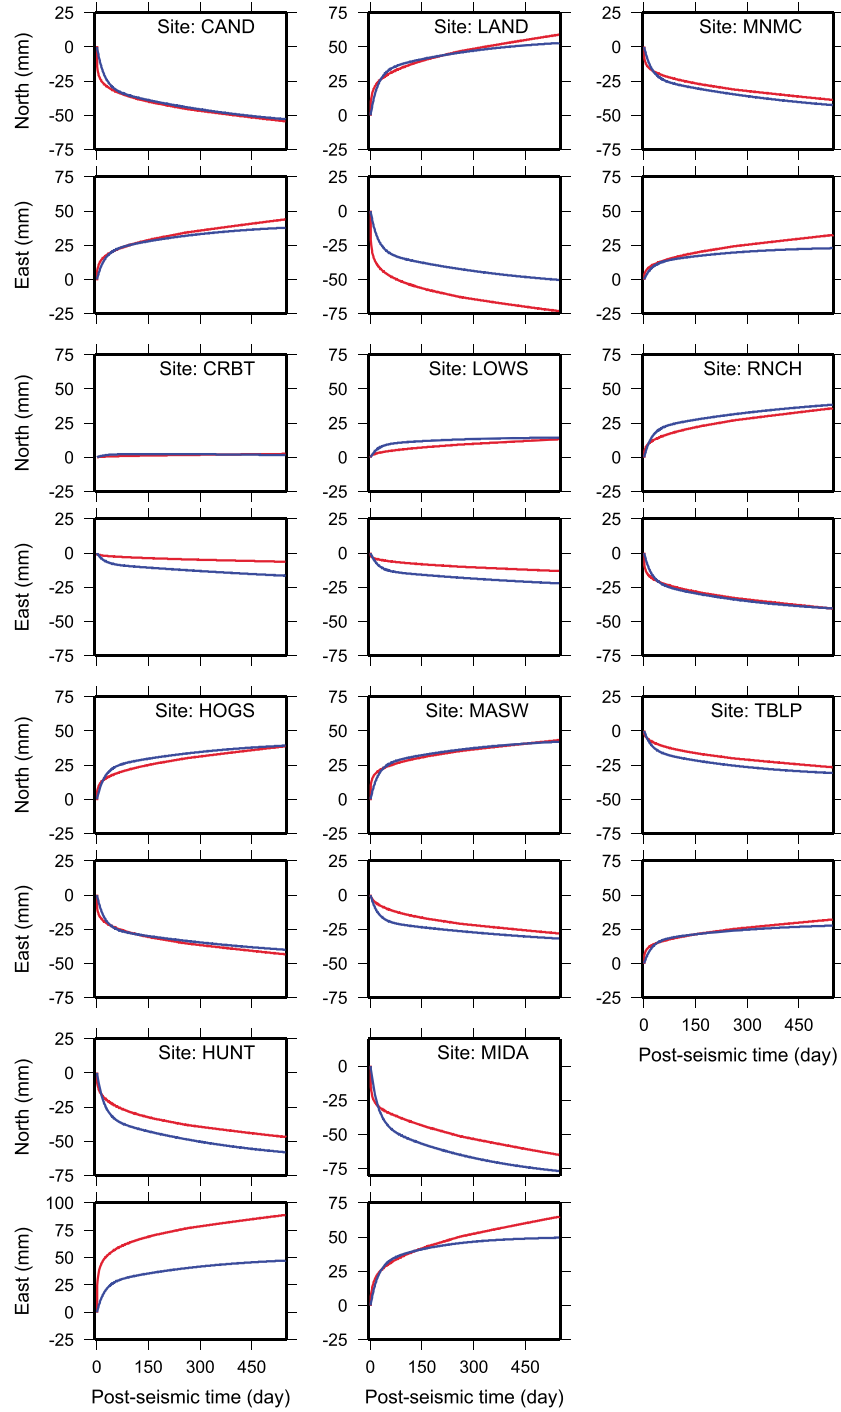 25 Site: CAND 75 Site: LAND 25 Site: MNMC
0 50 0
-25 25 -25
-50 0 -50
-75 -25 -75
North (mm)
75 25 75
50 0 50
25 -25 25
0 -50 0
-25 -75 -25
East (mm)
75 Site: CRBT 75 Site: LOWS 75 Site: RNCH
50 50 50
25 25 25
0 0 0
-25 -25 -25
North (mm)
25 25 25
0 0 0
-25 -25 -25
-50 -50 -50
-75 -75 -75
East (mm)
75 Site: HOGS 75 Site: MASW 25 Site: TBLP
50 50 0
25 25 -25
0 0 -50
-25 -25 -75
North (mm)
25 25 75
0 0 50
-25 -25 25
-50 -50 0
-75 -75 -25
East (mm)
0 150 300 450
Post-seismic time (day)
25 Site: HUNT Site: MIDA
0 0
-25 -25
-50 -50
-75 -75
North (mm)
100 75
75 50
50 25
25 0
0 -25
-25
East (mm)
0 150 300 450 0 150 300 450
Post-seismic time (day) Post-seismic time (day)